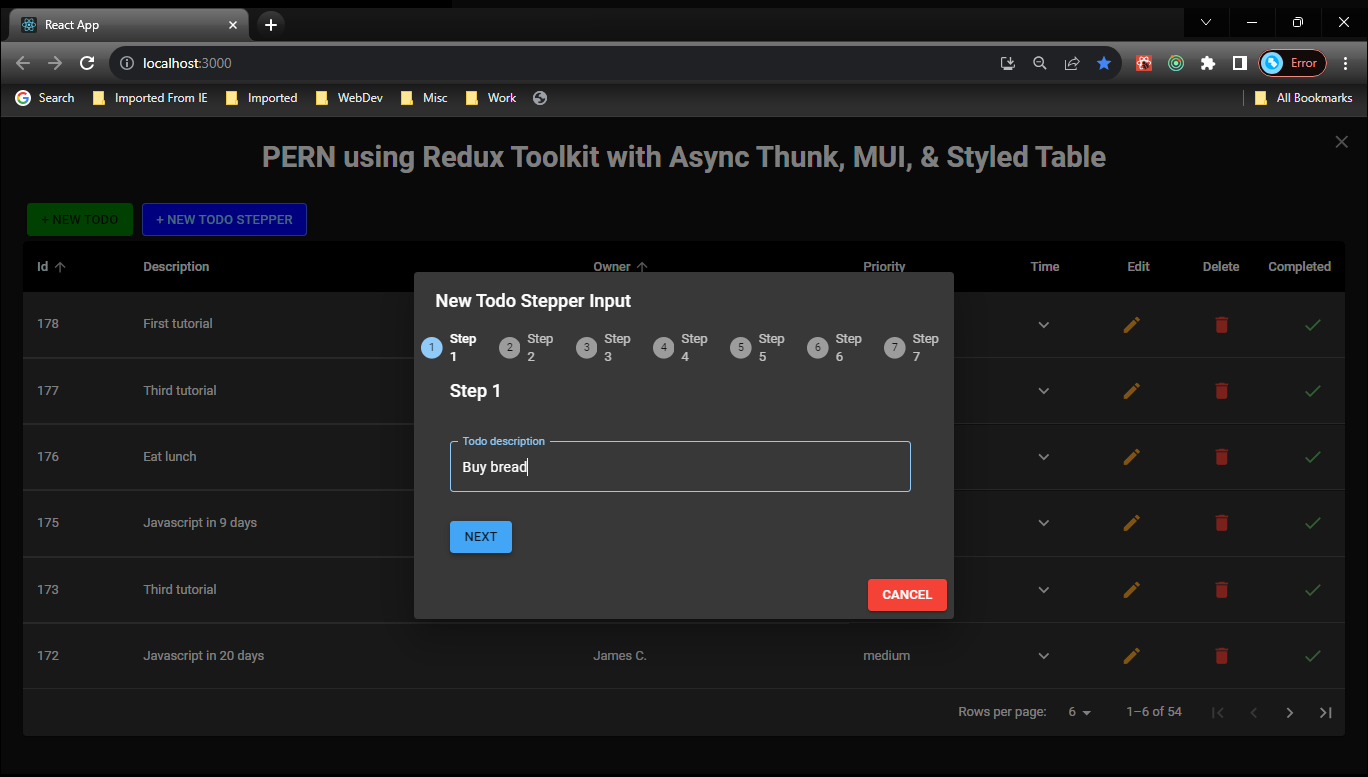 React App
localhost:3000
Error
Search
Imported From IE
Imported
WebDev
Misc
Work
All Bookmarks
PERN using Redux Toolkit with Async Thunk, MUI, & Styled Table
+ NEW TODO
+ NEW TODO STEPPER
Id Description Owner Priority Time Edit Delete Completed
New Todo Stepper Input
1 Step 1
2 Step 2
3 Step 3
4 Step 4
5 Step 5
6 Step 6
7 Step 7
Step 1
Todo description
Buy bread
NEXT
CANCEL
178 First tutorial
177 Third tutorial
176 Eat lunch
175 Javascript in 9 days
173 Third tutorial
172 Javascript in 20 days James C. medium
Rows per page: 6 1–6 of 54